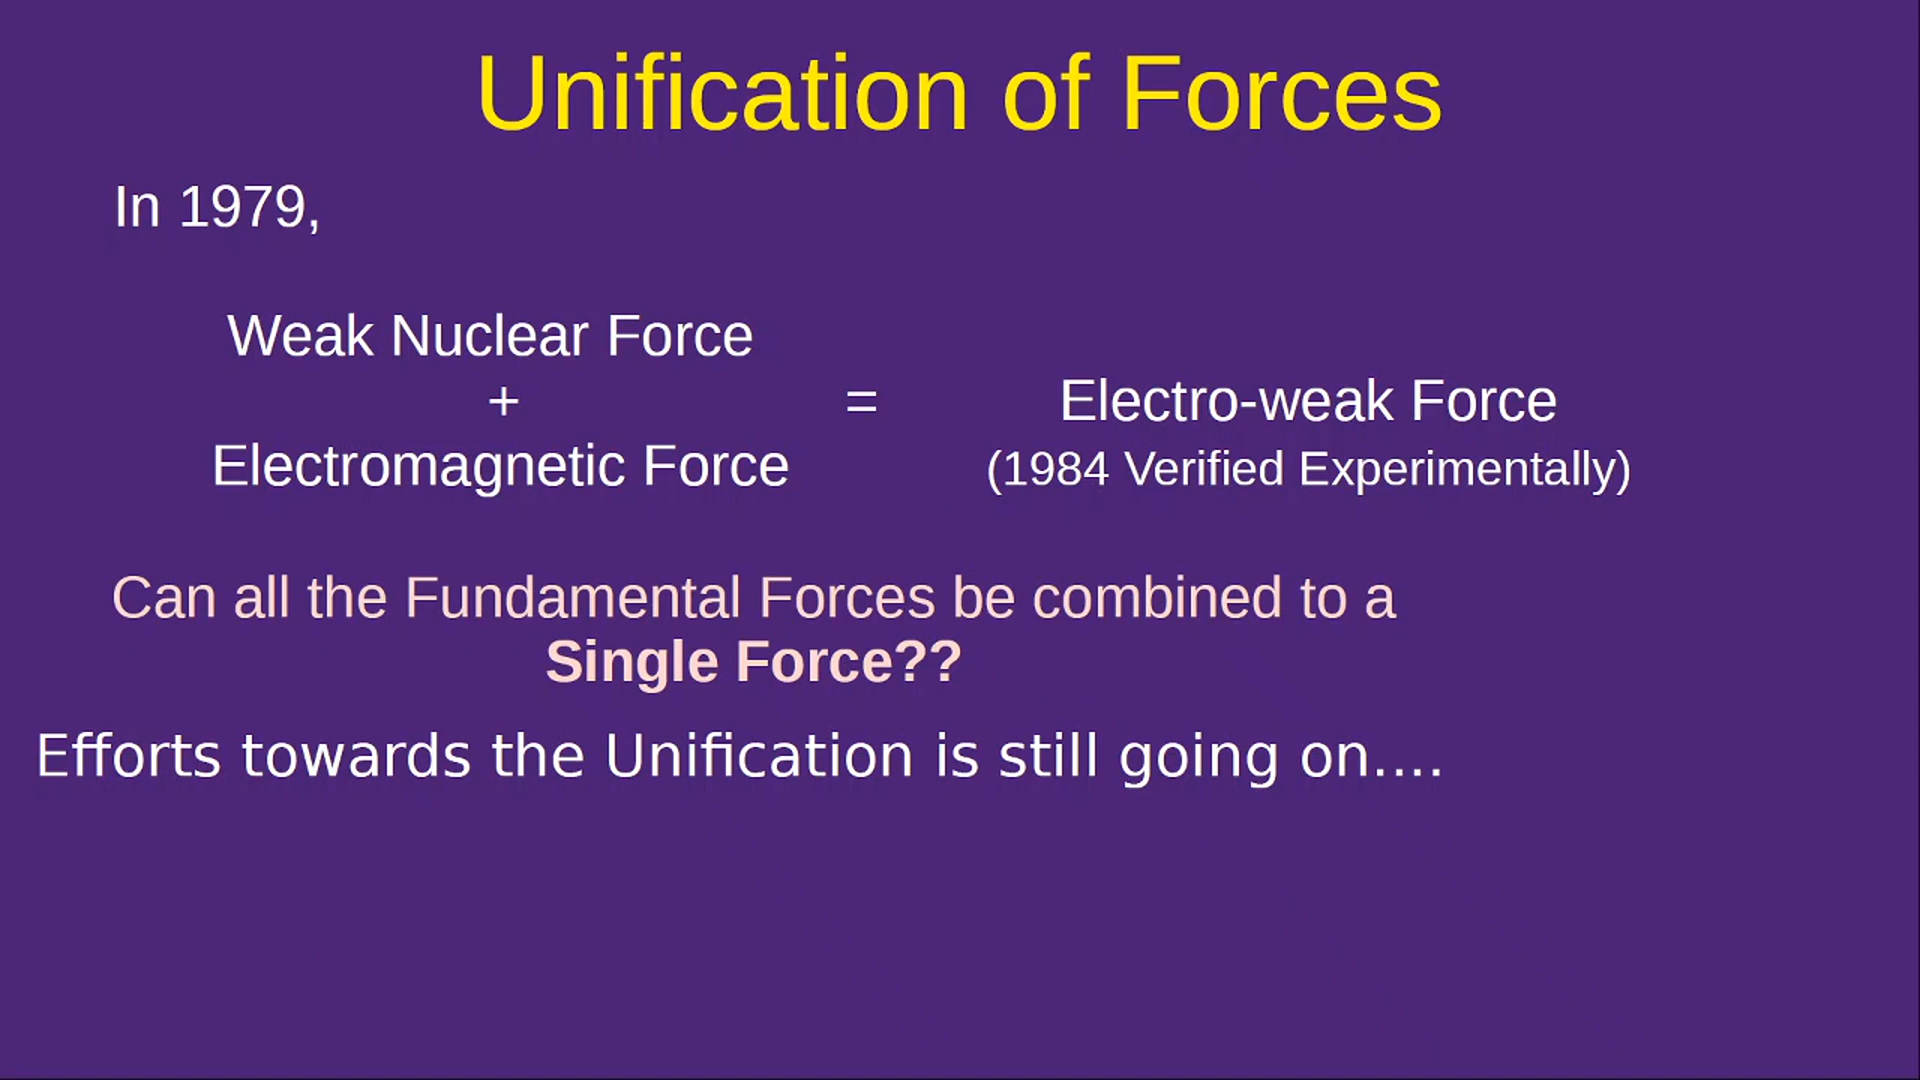 Unification of Forces
In 1979,
Weak Nuclear Force
+
Electromagnetic Force
=
Electro-weak Force
(1984 Verified Experimentally)
Can all the Fundamental Forces be combined to a
Single Force??
Efforts towards the Unification is still going on....